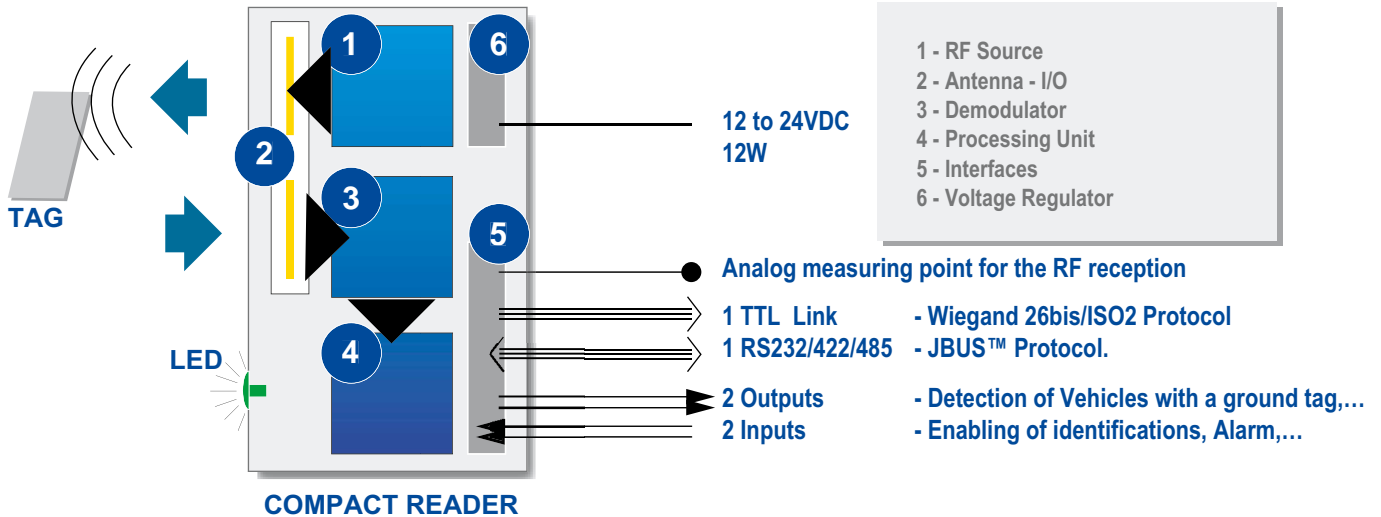 1
6
1 - RF Source
2 - Antenna - I/O
3 - Demodulator
4 - Processing Unit
5 - Interfaces
6 - Voltage Regulator
12 to 24VDC
12W
2
3
TAG
5
Analog measuring point for the RF reception
1 TTL Link - Wiegand 26bis/ISO2 Protocol
1 RS232/422/485 - JBUS™ Protocol.
4
LED
2 Outputs - Detection of Vehicles with a ground tag,…
2 Inputs - Enabling of identifications, Alarm,…
COMPACT READER